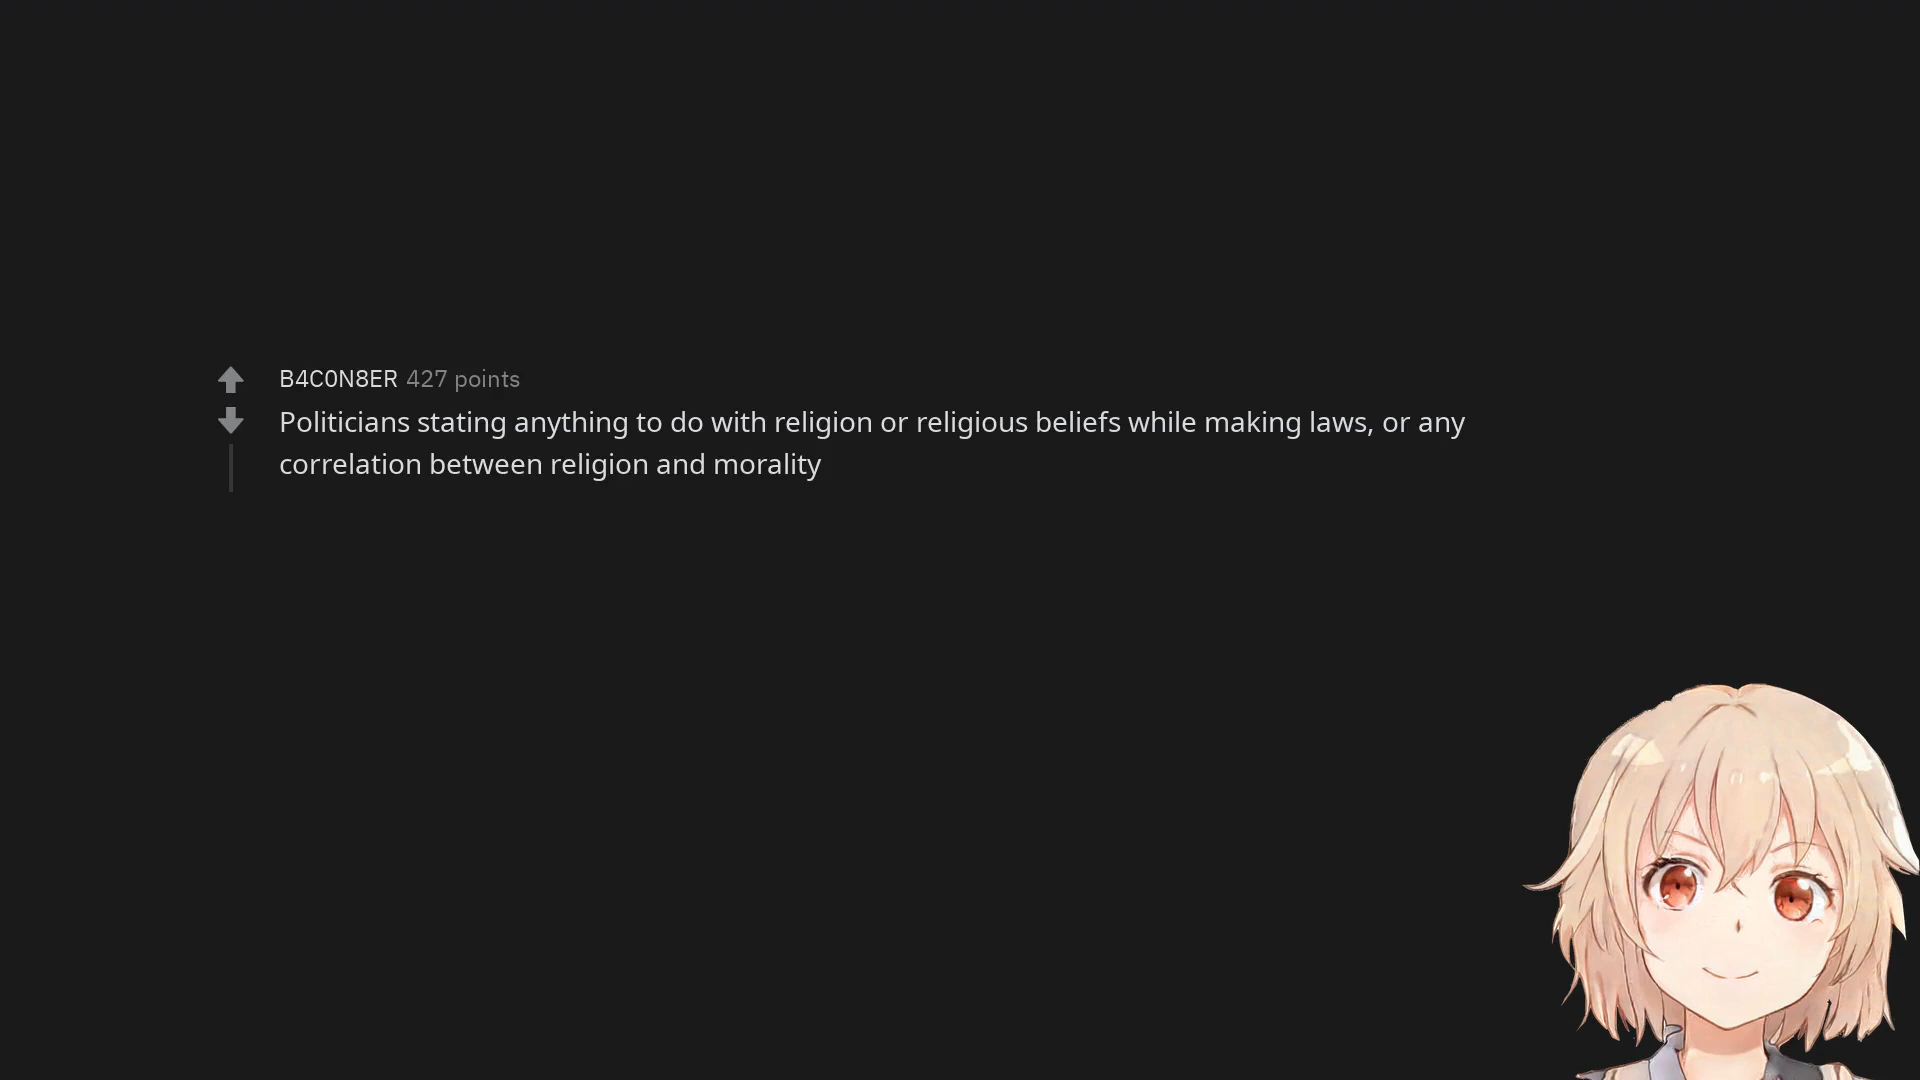 B4C0N8ER 427 points
Politicians stating anything to do with religion or religious beliefs while making laws, or any
correlation between religion and morality